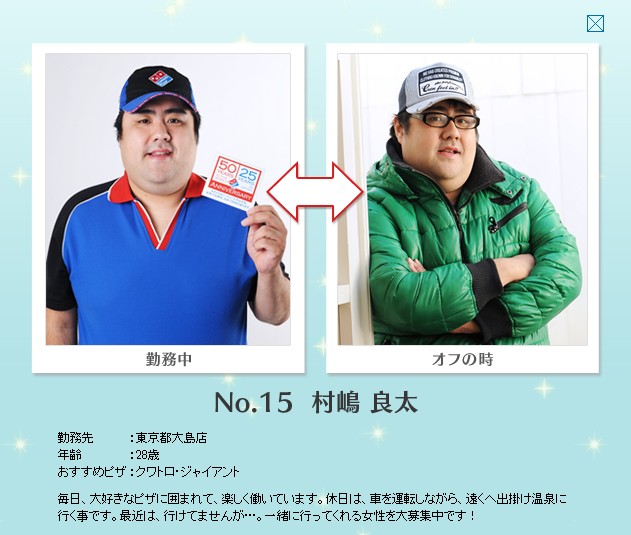 50
25
ANNIVERSARY
勤務中
オフの時
No.15 村嶋 良太
勤務先 ：東京都大島店
年齢 ：28歳
おすすめピザ：クワトロ・ジャイアント
毎日、大好きなピザに囲まれて、楽しく働いています。休日は、車を運転しながら、遠くへ出掛け温泉に
行く事です。最近は、行けてませんが…。一緒に行ってくれる女性を大募集中です！